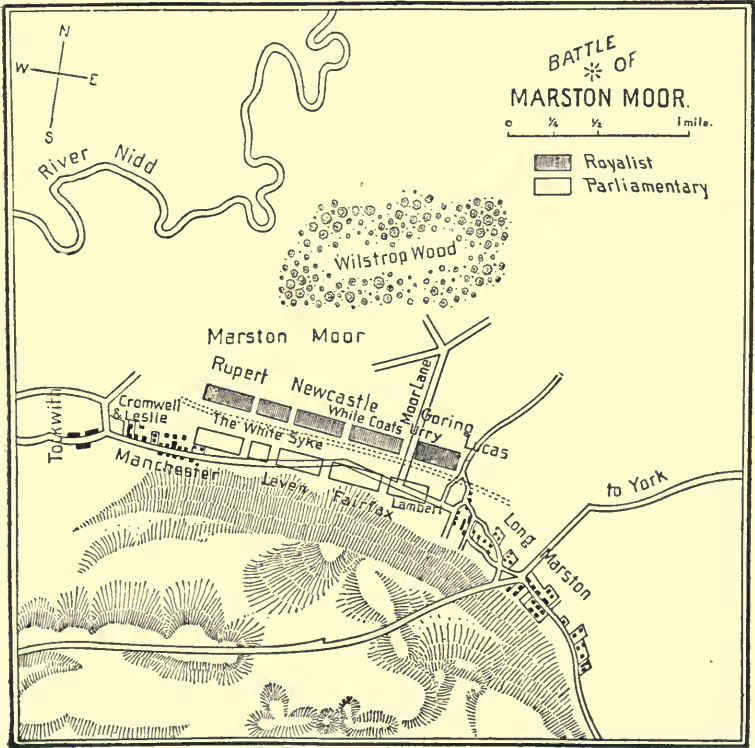 N
W E
S
BATTLE
OF
MARSTON MOOR.
0 ¼ ½ 1 mile.
Royalist
Parliamentary
River Nidd
Wilstrop Wood
Marston Moor
Rupert
Newcastle
White Coats
Moor Lane
Goring
Urry
Lucas
Tockwith
Cromwell
& Leslie
The White Syke
Manchester
Leven
Fairfax
Lambert
to York
Long Marston